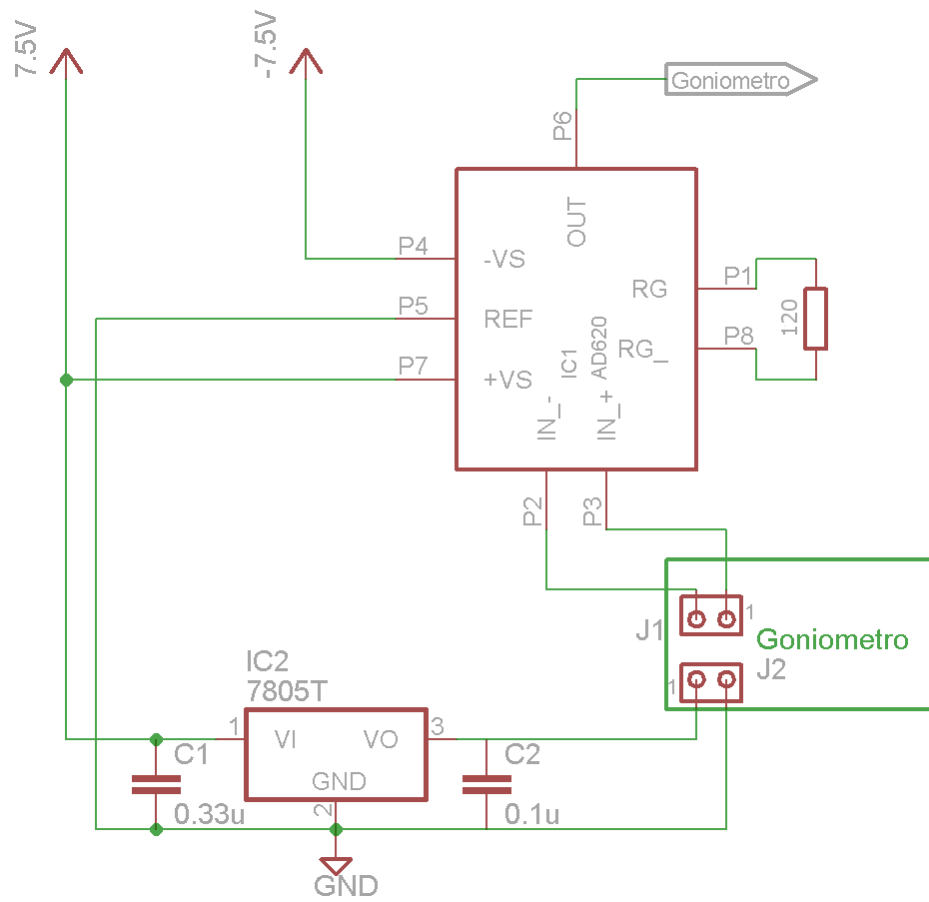 7.5V
-7.5V
Goniometro
P6
OUT
P4
-VS
P5
REF
P7
+VS
RG
P1
RG_
P8
120
IC1
AD620
IN_-
IN_+
P2
P3
J1
1
Goniometro
1
J2
IC2
7805T
1
VI
VO
3
GND
2
C1
0.33u
C2
0.1u
GND